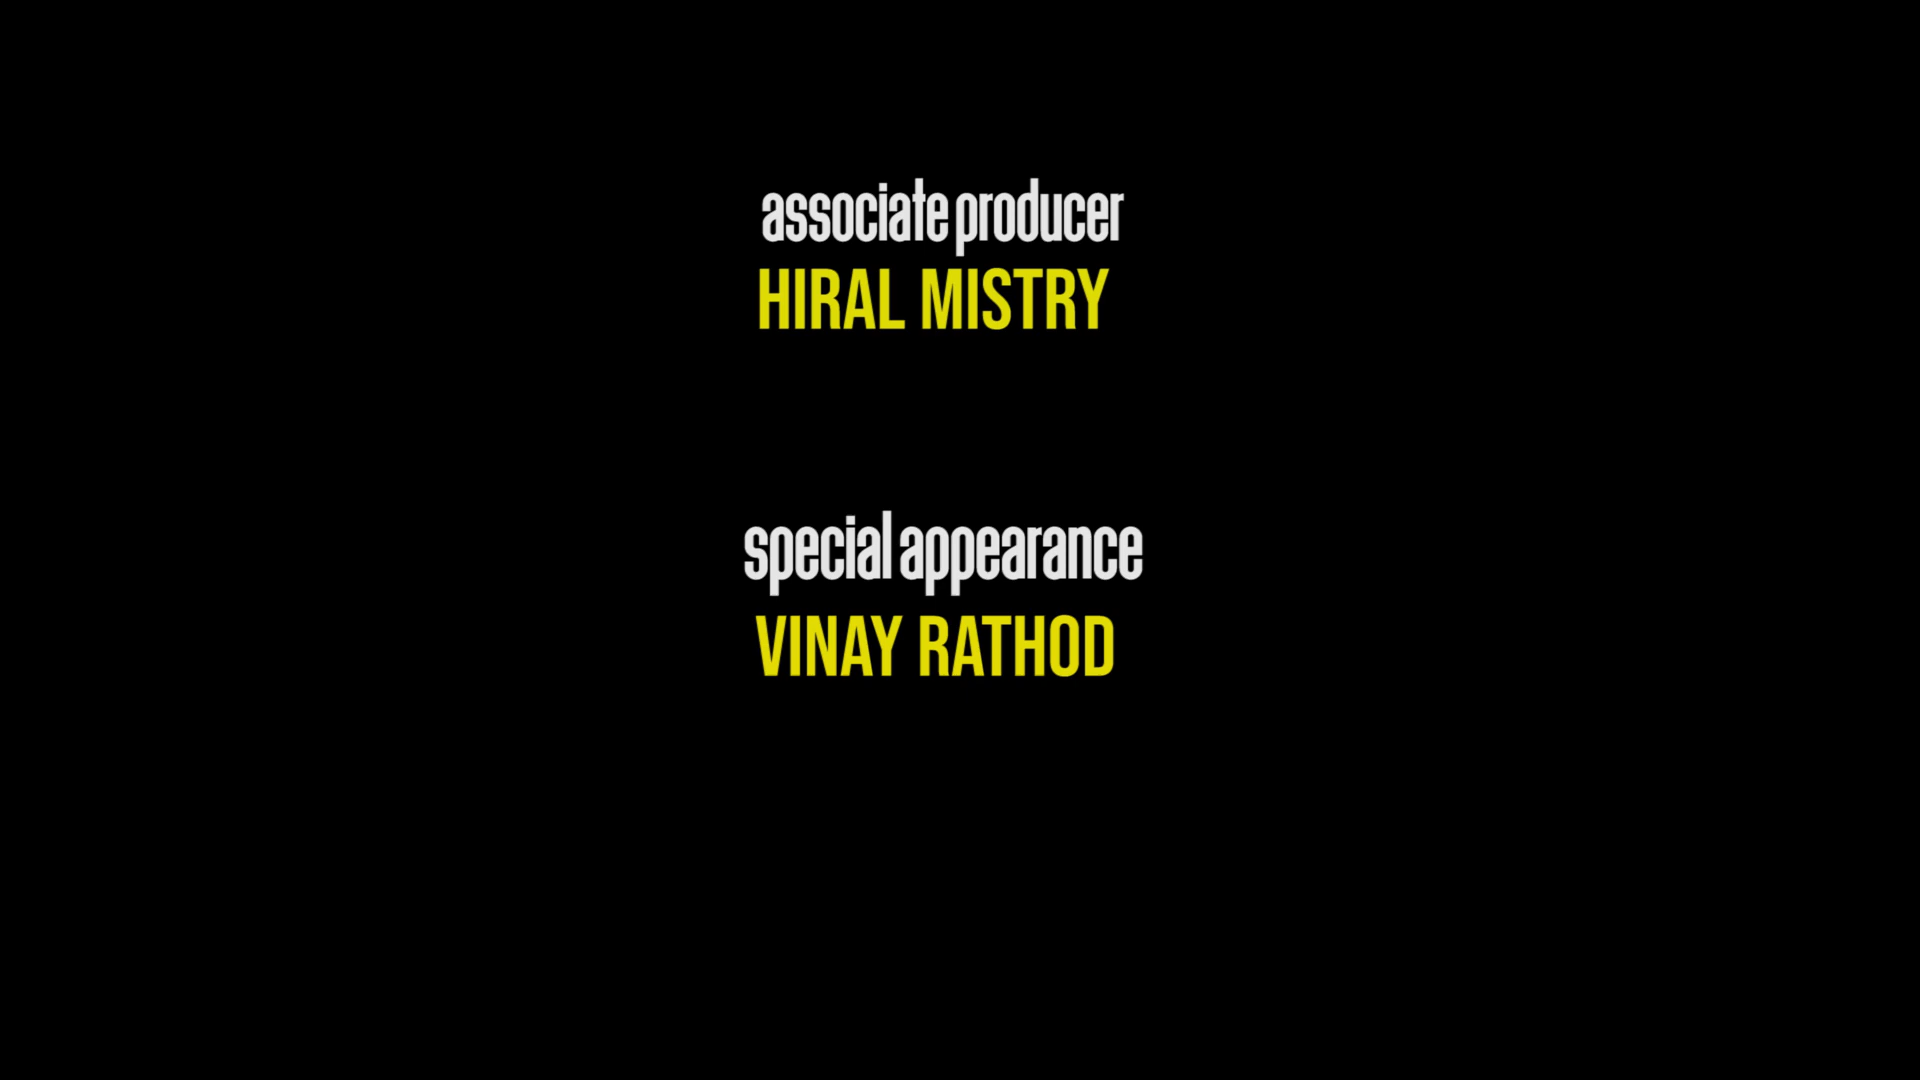 associate producer
HIRAL MISTRY
special appearance
VINAY RATHOD